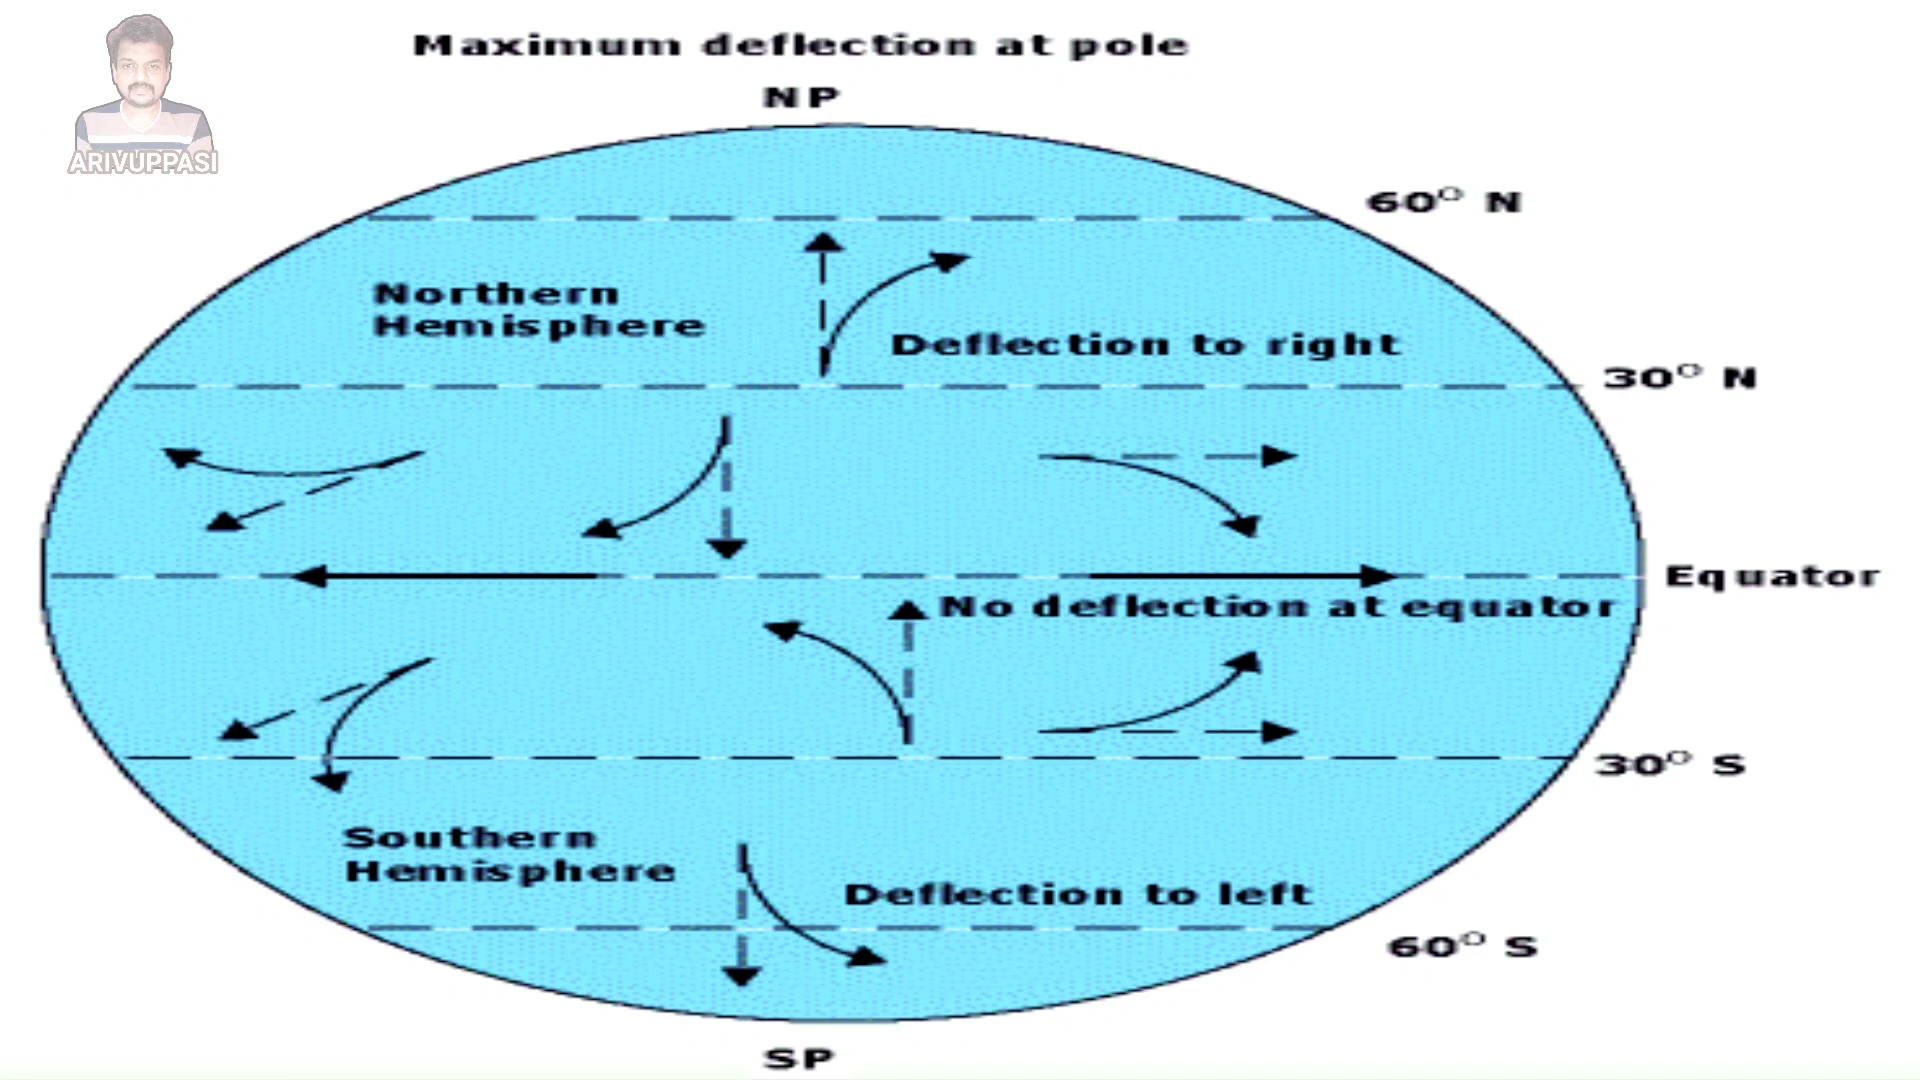 Maximum deflection at pole
NP
ARIVUPPASI
60° N
Northern
Hemisphere
Deflection to right
30° N
Equator
No deflection at equator
30° S
Southern
Hemisphere
Deflection to left
60° S
SP